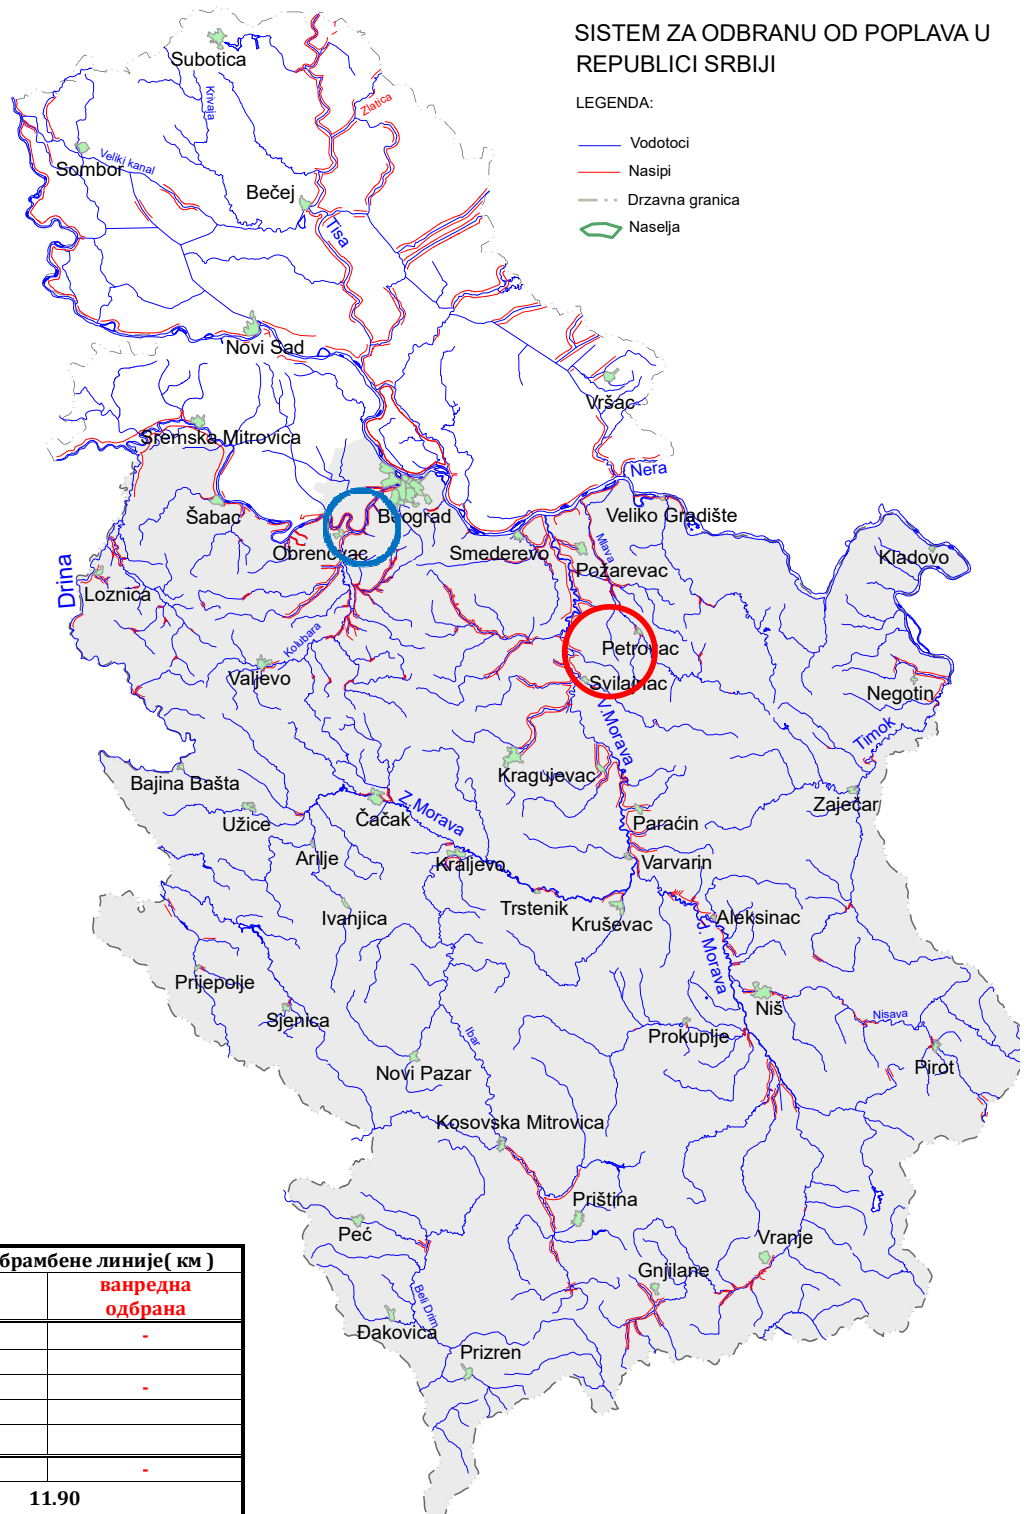 SISTEM ZA ODBRANU OD POPLAVA U
REPUBLICI SRBIJI
LEGENDA:
Vodotoci
Nasipi
Drzavna granica
Naselja
Subotica
Krivaja
Zlatica
Sombor
Veliki kanal
Bečej
Tisa
Novi Sad
Vršac
Sremska Mitrovica
Nera
Šabac
Beograd
Veliko Gradište
Obrenovac
Smederevo
Mlava
Požarevac
Kladovo
Drina
Loznica
Kolubara
Petrovac
Valjevo
Svilajnac
Negotin
V.Morava
Timok
Kragujevac
Bajina Bašta
Zaječar
Užice
Čačak
Z.Morava
Paraćin
Arilje
Kraljevo
Varvarin
Ivanjica
Trstenik
Kruševac
Aleksinac
J. Morava
Prijepolje
Sjenica
Ibar
Prokuplje
Niš
Nisava
Novi Pazar
Pirot
Kosovska Mitrovica
Priština
Peć
Vranje
Gnjilane
Beli Drim
Đakovica
Prizren
брамбене линије( км )
ванредна
одбрана
-
-
-
11.90